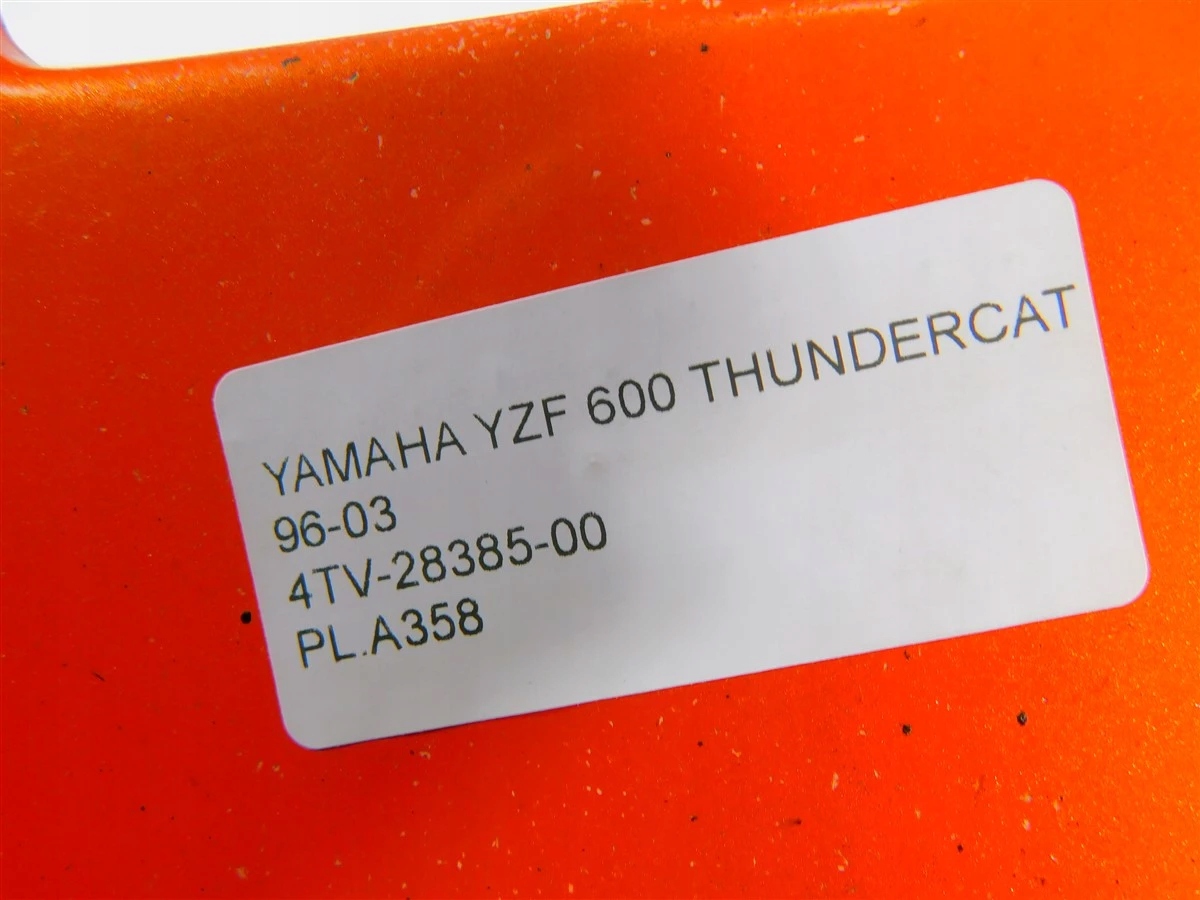 YAMAHA YZF 600 THUNDERCAT
96-03
4TV-28385-00
PL.A358